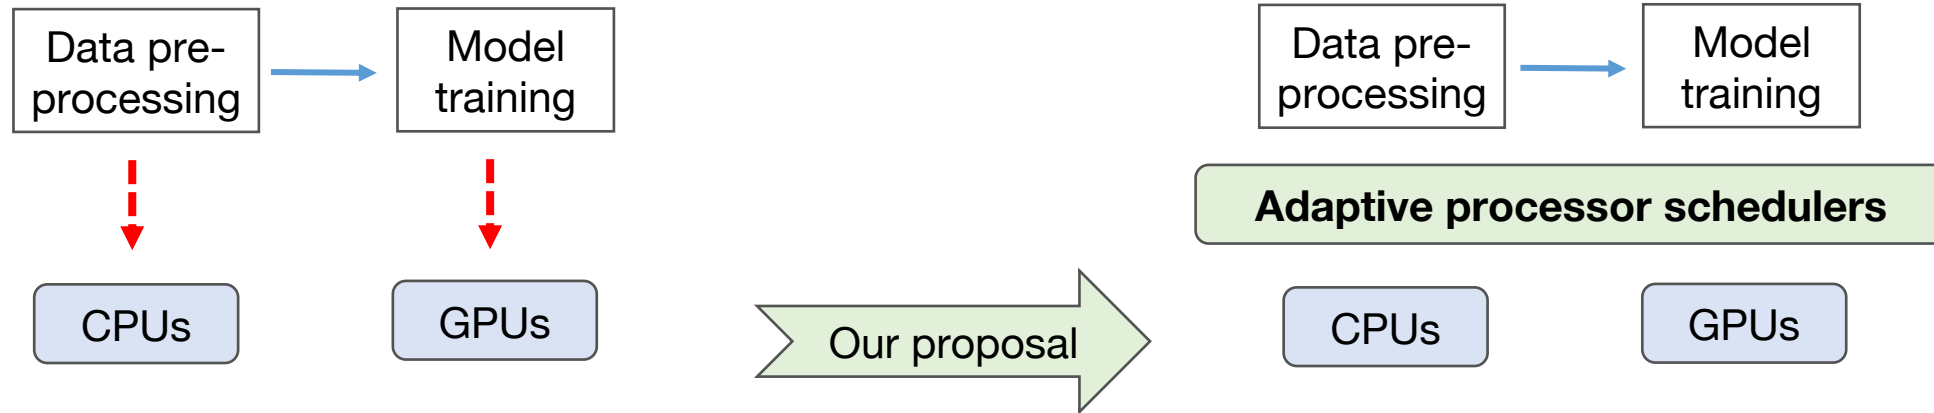 Data pre-
processing
Model
training
CPUs
GPUs
Our proposal
Data pre-
processing
Model
training
Adaptive processor schedulers
CPUs
GPUs